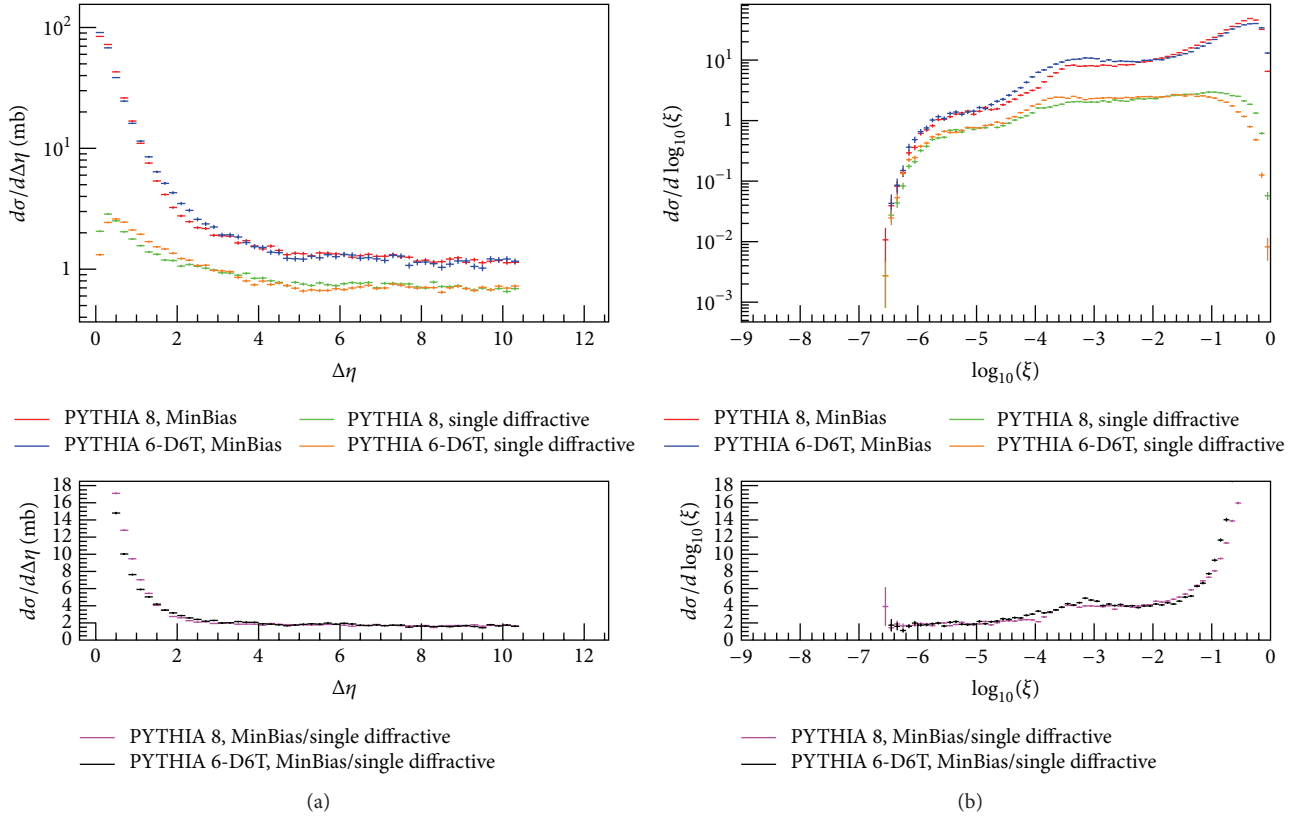 10²
10
1
dσ/dΔη (mb)
0 2 4 6 8 10 12
Δη
PYTHIA 8, MinBias
PYTHIA 6-D6T, MinBias
PYTHIA 8, single diffractive
PYTHIA 6-D6T, single diffractive
18
16
14
12
10
8
6
4
2
0
dσ/dΔη (mb)
0 2 4 6 8 10 12
Δη
PYTHIA 8, MinBias/single diffractive
PYTHIA 6-D6T, MinBias/single diffractive
(a)
10
1
10⁻¹
10⁻²
10⁻³
dσ/d log₁₀(ξ)
−9 −8 −7 −6 −5 −4 −3 −2 −1 0
log₁₀(ξ)
PYTHIA 8, MinBias
PYTHIA 6-D6T, MinBias
PYTHIA 8, single diffractive
PYTHIA 6-D6T, single diffractive
18
16
14
12
10
8
6
4
2
0
dσ/d log₁₀(ξ)
−9 −8 −7 −6 −5 −4 −3 −2 −1 0
log₁₀(ξ)
PYTHIA 8, MinBias/single diffractive
PYTHIA 6-D6T, MinBias/single diffractive
(b)